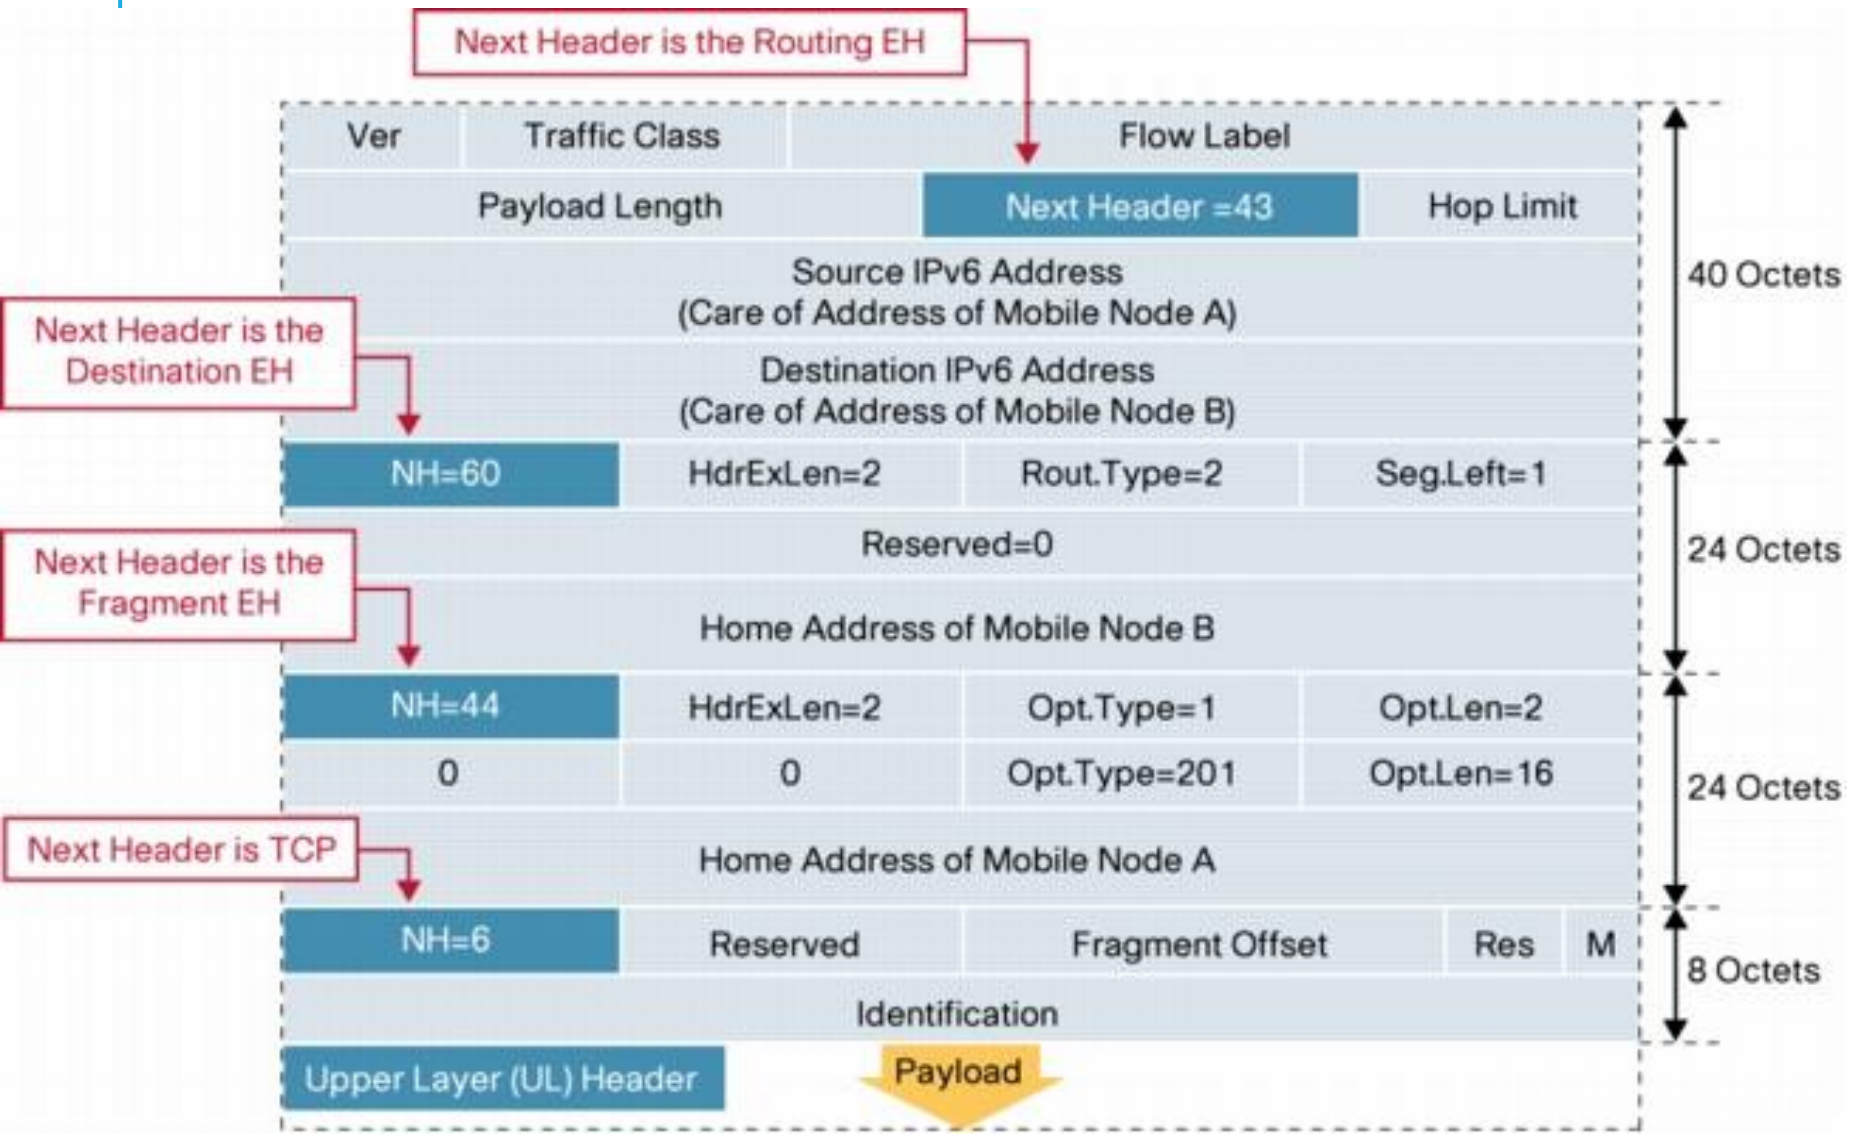 Next Header is the Routing EH
Ver Traffic Class Flow Label
Payload Length Next Header =43 Hop Limit
Source IPv6 Address
(Care of Address of Mobile Node A)
40 Octets
Next Header is the
Destination EH
Destination IPv6 Address
(Care of Address of Mobile Node B)
NH=60 HdrExLen=2 Rout.Type=2 Seg.Left=1
Next Header is the
Fragment EH
Reserved=0
24 Octets
Home Address of Mobile Node B
NH=44 HdrExLen=2 Opt.Type=1 Opt.Len=2
0 0 Opt.Type=201 Opt.Len=16
24 Octets
Next Header is TCP
Home Address of Mobile Node A
NH=6 Reserved Fragment Offset Res M
8 Octets
Identification
Upper Layer (UL) Header Payload